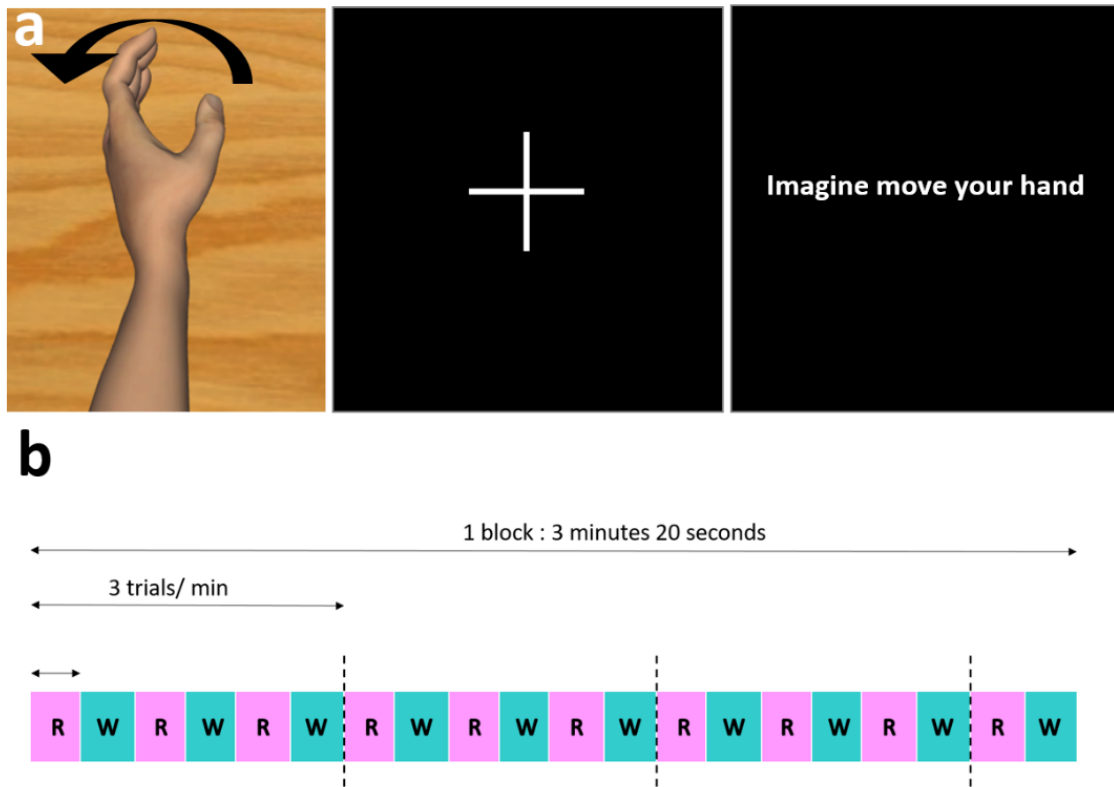 a
Imagine move your hand
b
1 block : 3 minutes 20 seconds
3 trials/ min
R W R W R W R W R W R W R W R W R W R W